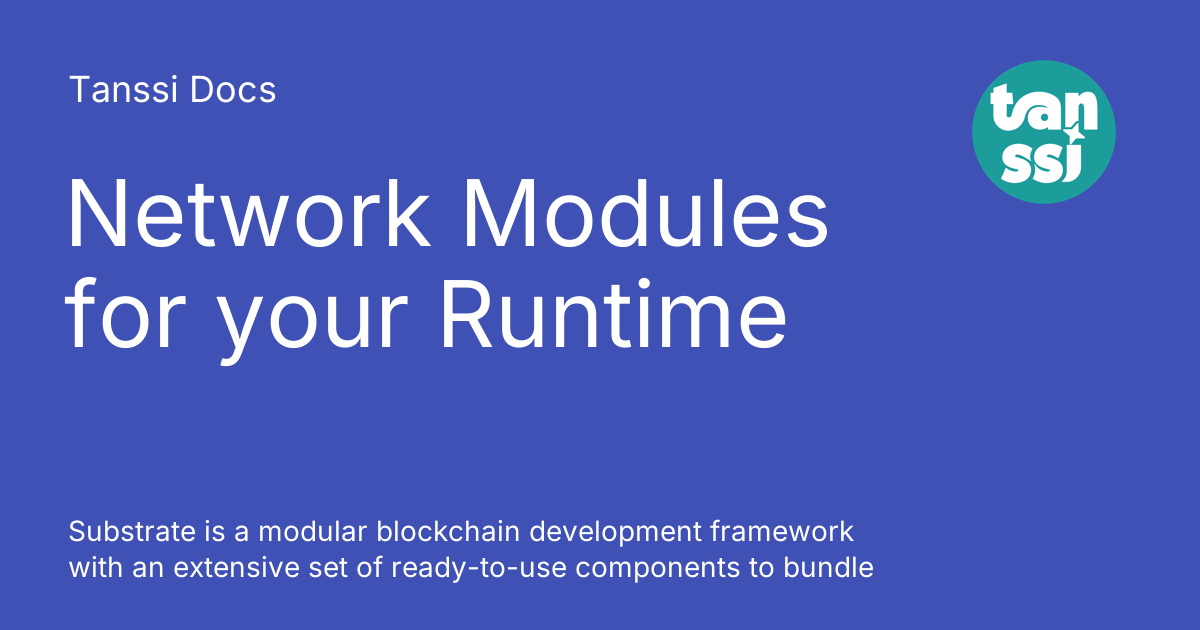 Tanssi Docs
tan
ssi
Network Modules
for your Runtime
Substrate is a modular blockchain development framework
with an extensive set of ready-to-use components to bundle